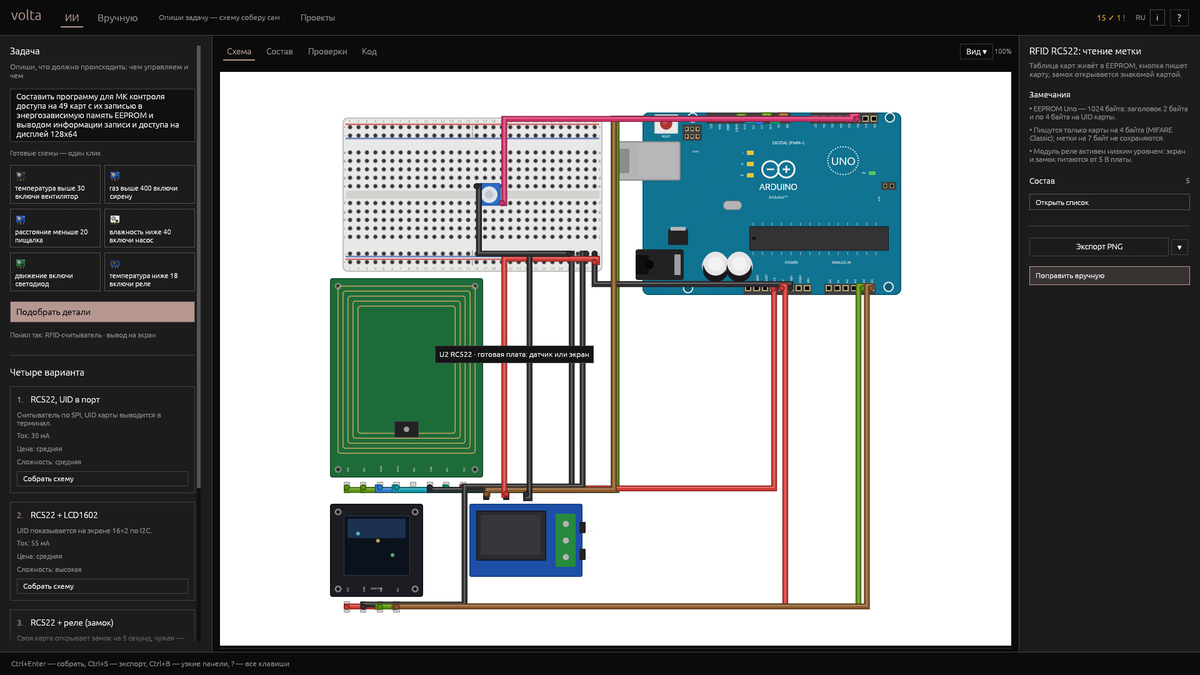 volta
ИИ
Вручную
Опиши задачу — схему соберу сам
Проекты
15 ✓ 1 !
RU
i
?
Задача
Опиши, что должно происходить: чем управляем и
чем
Составить программу для МК контроля
доступа на 49 карт с их записью в
энергозависимую память EEPROM и
выводом информации записи и доступа на
дисплей 128x64
Готовые схемы — один клик
температура выше 30
включи вентилятор
газ выше 400 включи
сирену
расстояние меньше 20
пищалка
влажность ниже 40
включи насос
движение включи
светодиод
температура ниже 18
включи реле
Подобрать детали
Понял так: RFID-считыватель · вывод на экран
Четыре варианта
1. RC522, UID в порт
Считыватель по SPI, UID карты выводится в
терминал.
Ток: 30 мА
Цена: средняя
Сложность: средняя
Собрать схему
2. RC522 + LCD1602
UID показывается на экране 16×2 по I2C.
Ток: 55 мА
Цена: средняя
Сложность: высокая
Собрать схему
3. RC522 + реле (замок)
Своя карта открывает замок на 5 секунд, чужая —
Схема
Состав
Проверки
Код
Вид ▾
100%
RESET
DIGITAL (PWM~)
UNO
ARDUINO
Arduino™
POWER
ANALOG IN
U2 RC522 · готовая плата: датчик или экран
RFID RC522: чтение метки
Таблица карт живёт в EEPROM, кнопка пишет
карту, замок открывается знакомой картой.
Замечания
• EEPROM Uno — 1024 байта: заголовок 2 байта
и по 4 байта на UID карты.
• Пишутся только карты на 4 байта (MIFARE
Classic); метки на 7 байт не сохраняются.
• Модуль реле активен низким уровнем: экран
и замок питаются от 5 В платы.
Состав
5
Открыть список
Экспорт PNG
▾
Поправить вручную
Ctrl+Enter — собрать, Ctrl+S — экспорт, Ctrl+B — узкие панели, ? — все клавиши